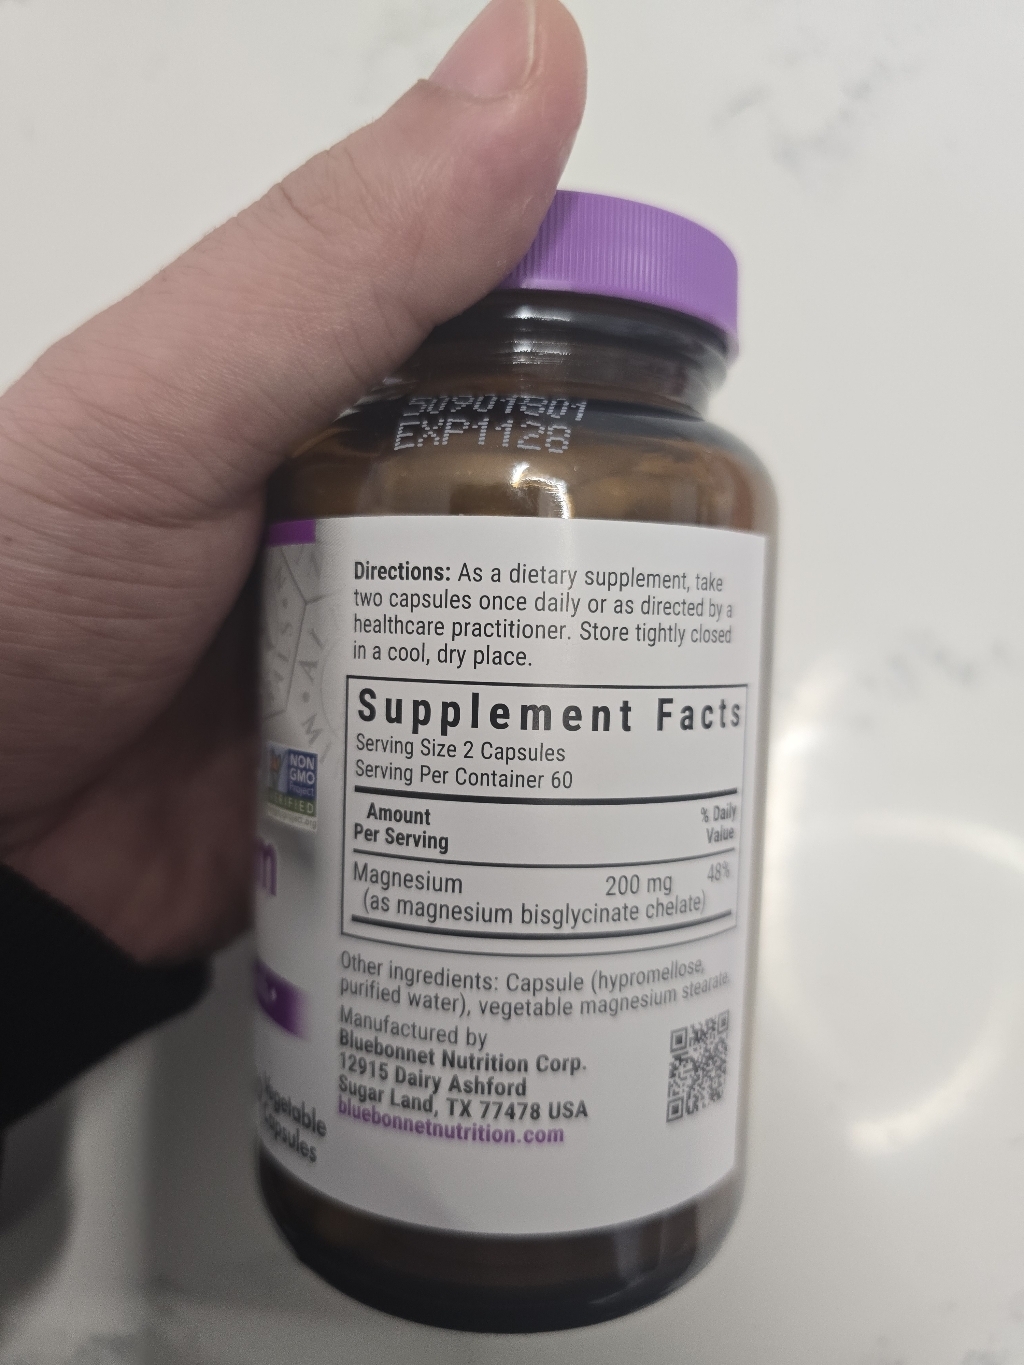 50901801
EXP1128
Directions: As a dietary supplement, take
two capsules once daily or as directed by a
healthcare practitioner. Store tightly closed
in a cool, dry place.
Supplement Facts
Serving Size 2 Capsules
Serving Per Container 60
Amount
Per Serving
% Daily
Value
Magnesium 200 mg 48%
(as magnesium bisglycinate chelate)
Other ingredients: Capsule (hypromellose,
purified water), vegetable magnesium stearate.
Manufactured by
Bluebonnet Nutrition Corp.
12915 Dairy Ashford
Sugar Land, TX 77478 USA
bluebonnetnutrition.com
NON
GMO
Project
m
Vegetable
Capsules